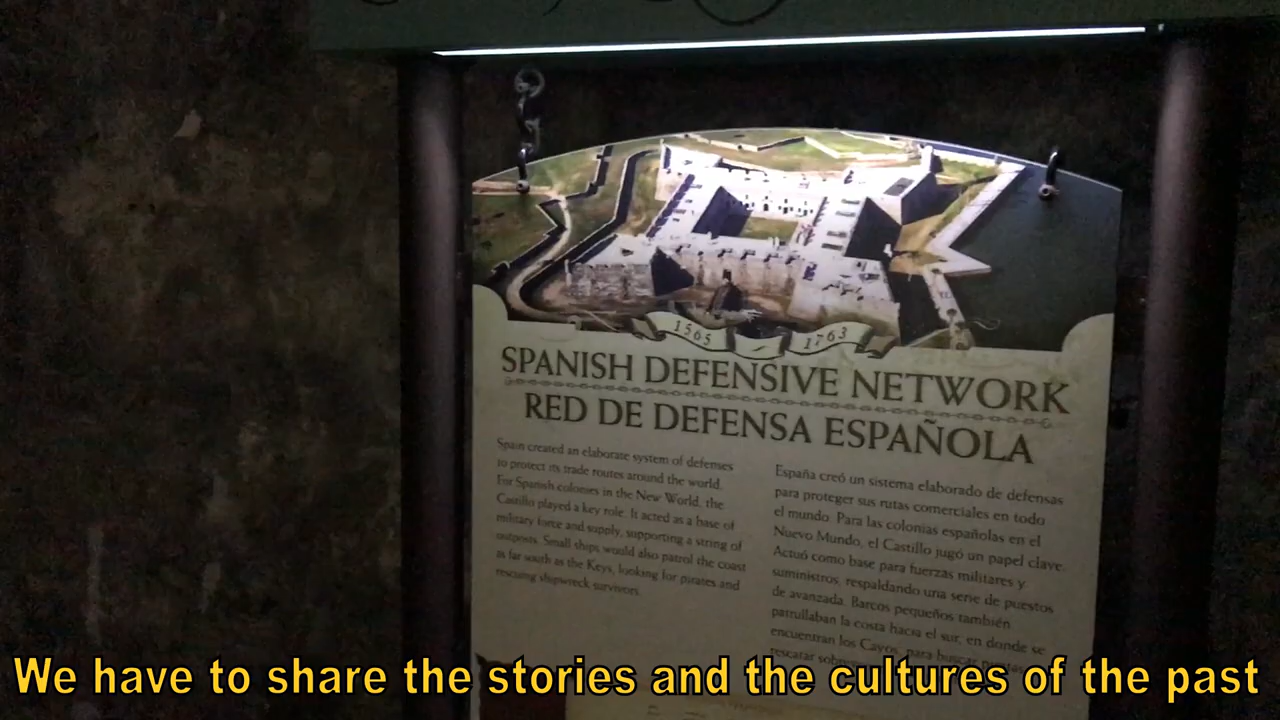 1565 1763
SPANISH DEFENSIVE NETWORK
RED DE DEFENSA ESPAÑOLA
Spain created an elaborate system of defenses
to protect its trade routes around the world.
For Spanish colonies in the New World, the
Castillo played a key role. It acted as a base of
military force and supply, supporting a string of
outposts. Small ships would also patrol the coast
as far south as the Keys, looking for pirates and
rescuing shipwreck survivors.
España creó un sistema elaborado de defensas
para proteger sus rutas comerciales en todo
el mundo. Para las colonias españolas en el
Nuevo Mundo, el Castillo jugó un papel clave.
Actuó como base para fuerzas militares y
suministros, respaldando una serie de puestos
de avanzada. Barcos pequeños también
patrullaban la costa hacia el sur, en donde se
encuentran los Cayos, para buscar piratas
rescatar
We have to share the stories and the cultures of the past